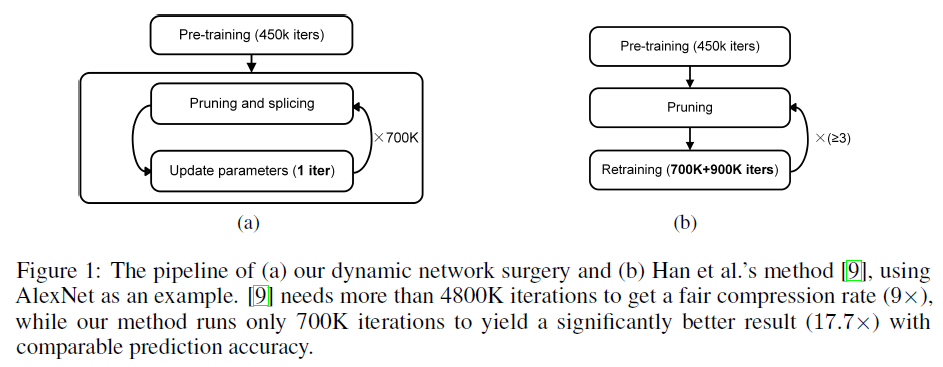 Pre-training (450k iters)
Pruning and splicing
×700K
Update parameters (1 iter)
(a)
Pre-training (450k iters)
Pruning
×(≥3)
Retraining (700K+900K iters)
(b)
Figure 1: The pipeline of (a) our dynamic network surgery and (b) Han et al.'s method [9], using
AlexNet as an example. [9] needs more than 4800K iterations to get a fair compression rate (9×),
while our method runs only 700K iterations to yield a significantly better result (17.7×) with
comparable prediction accuracy.